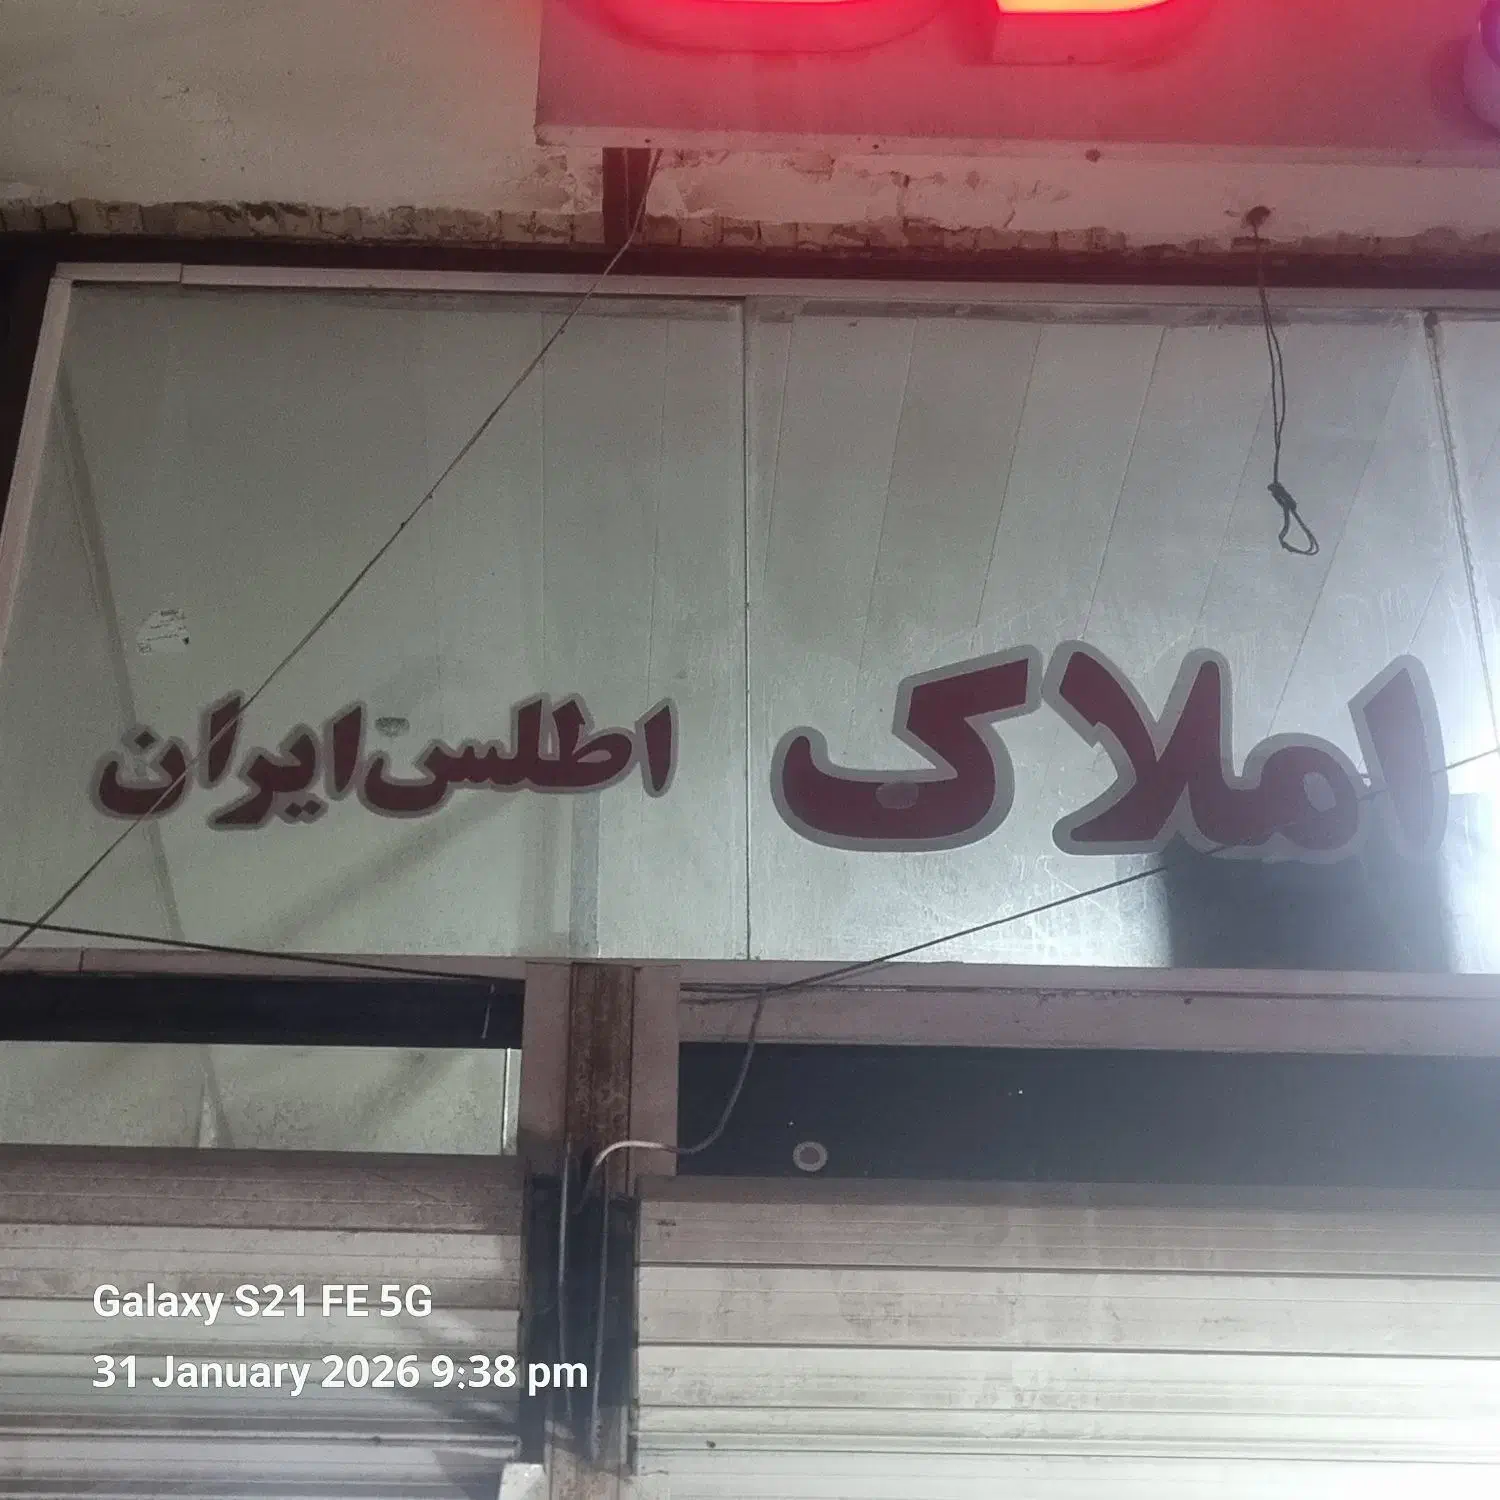 املاک اطلس ایران
Galaxy S21 FE 5G
31 January 2026 9:38 pm